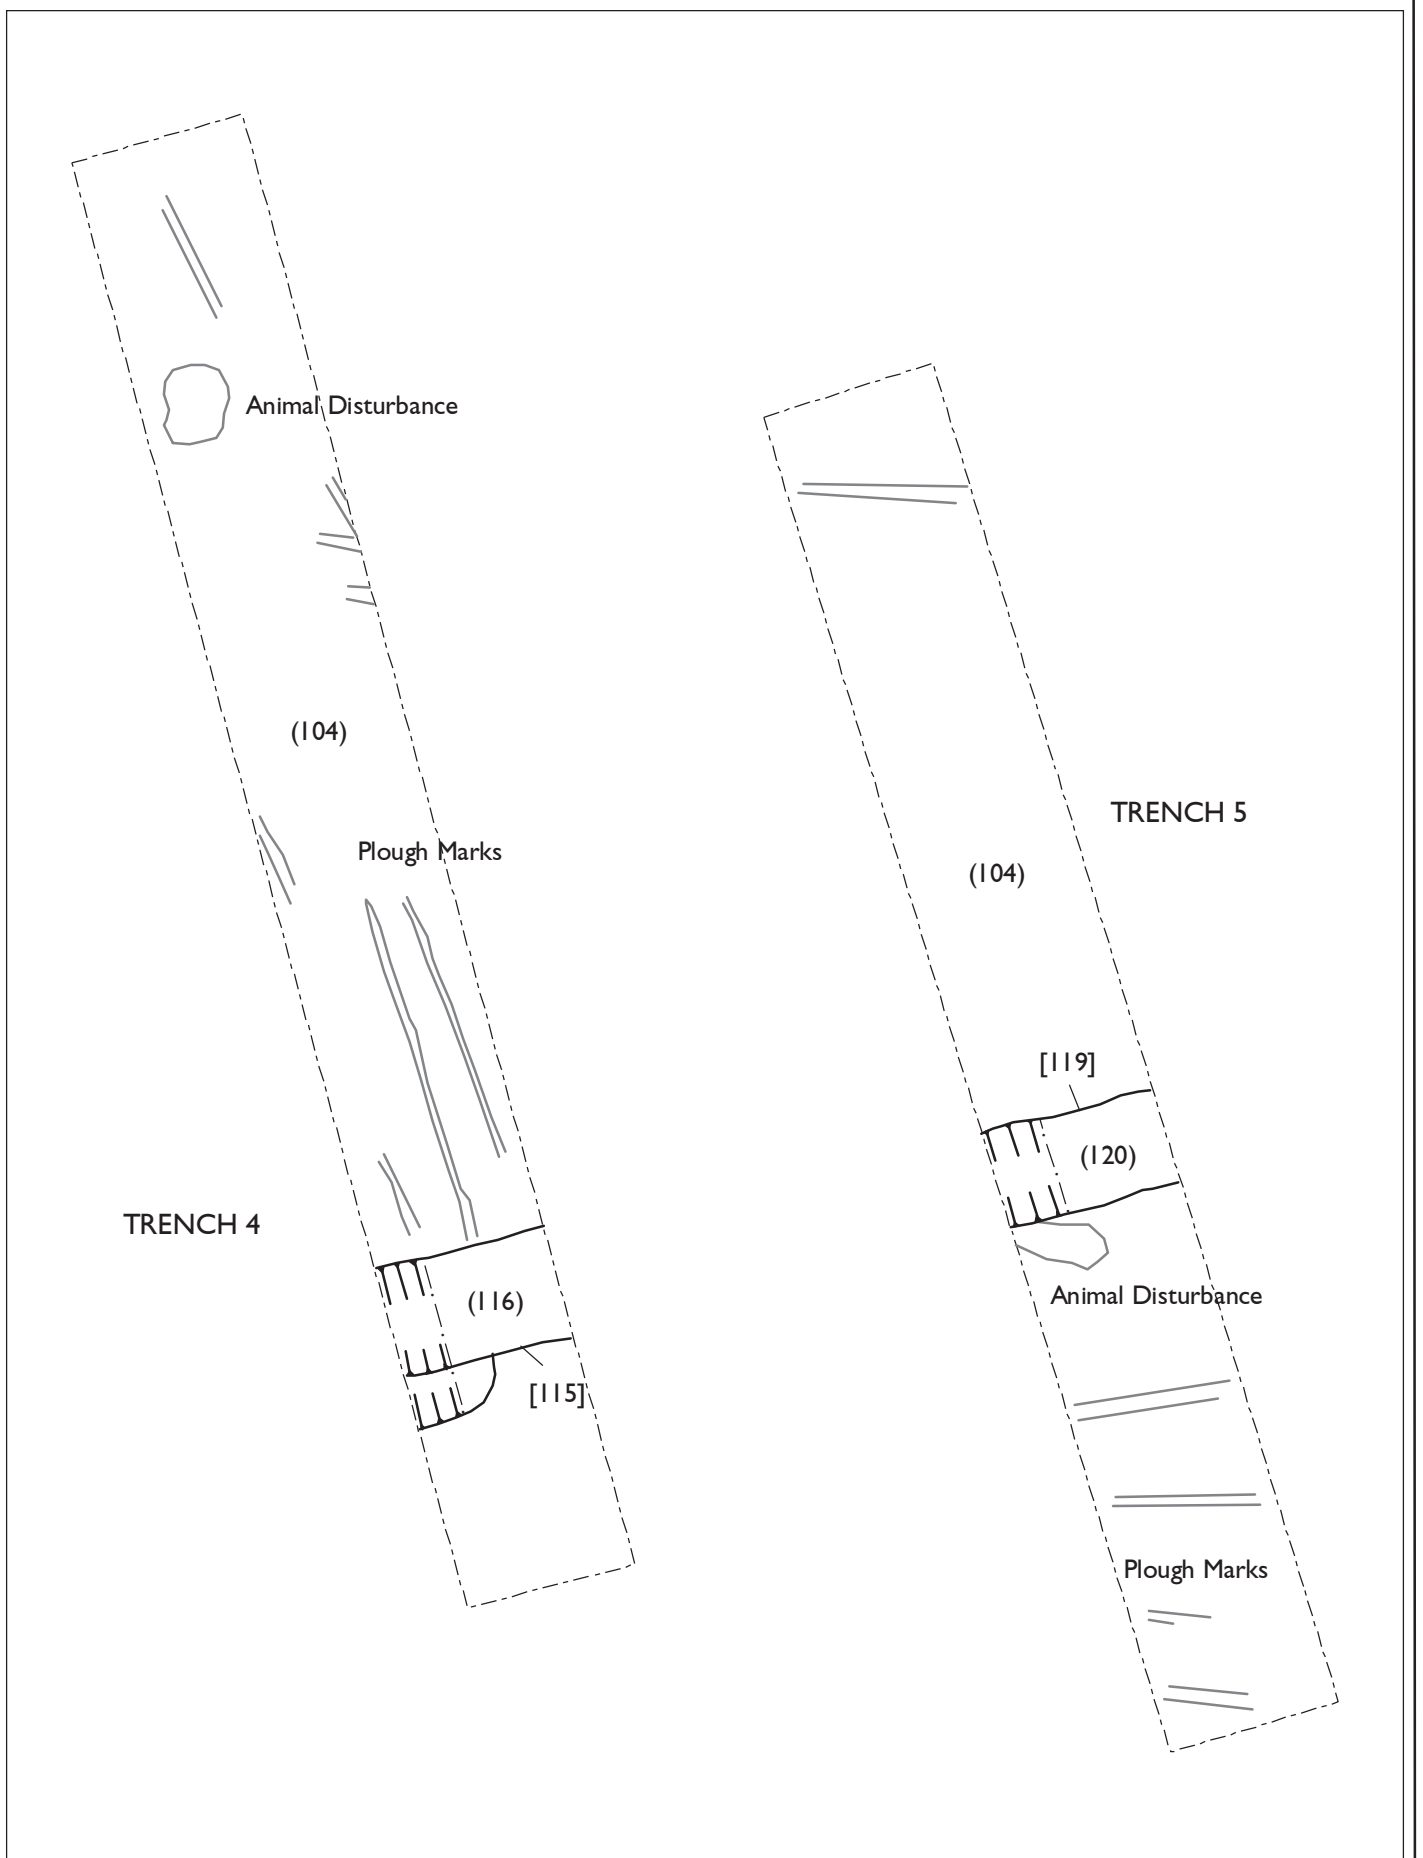 Animal Disturbance
(104)
Plough Marks
TRENCH 4
(116)
[115]
TRENCH 5
(104)
[119]
(120)
Animal Disturbance
Plough Marks